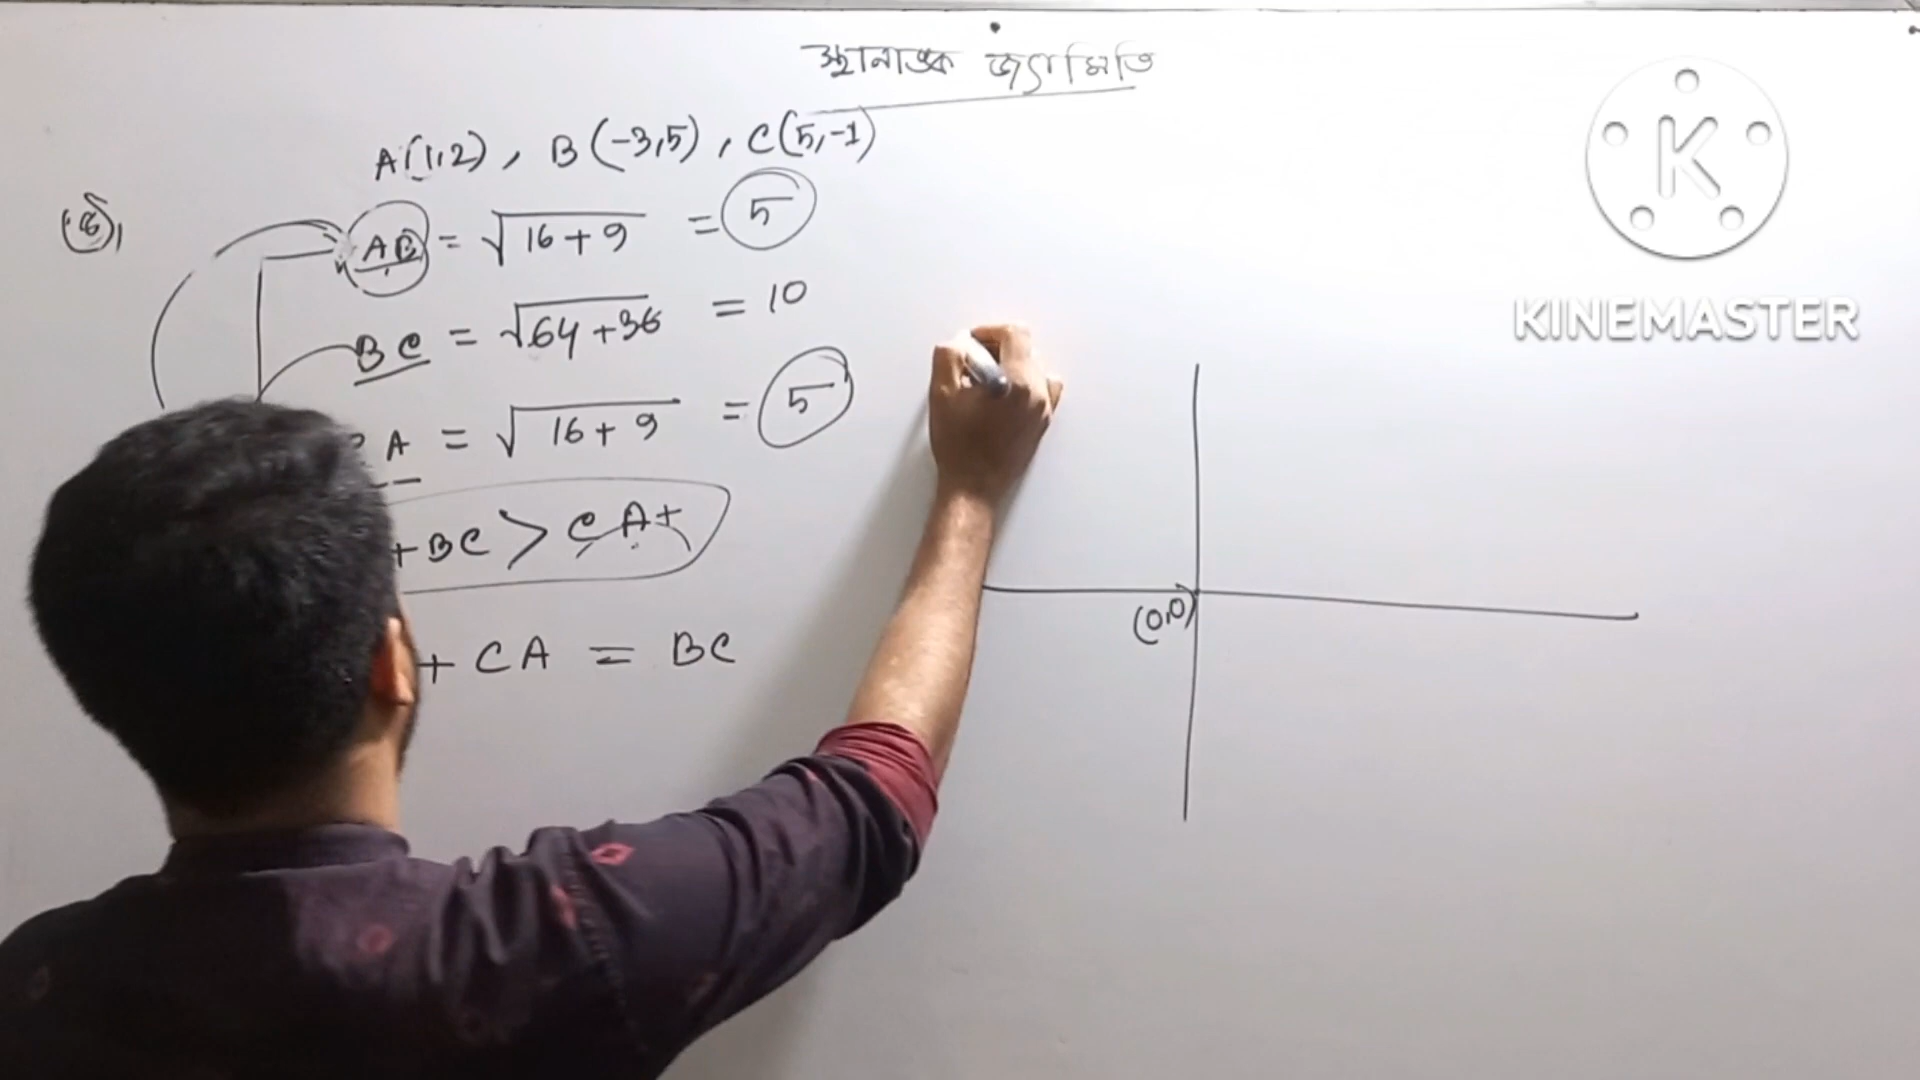 স্থানাঙ্ক জ্যামিতি
A(1,2), B(-3,5), C(5,-1)
AB = √16+9 = 5
BC = √64+36 = 10
A = √16+9 = 5
+BC > CA+
+ CA = BC
(0,0)
K
KINEMASTER